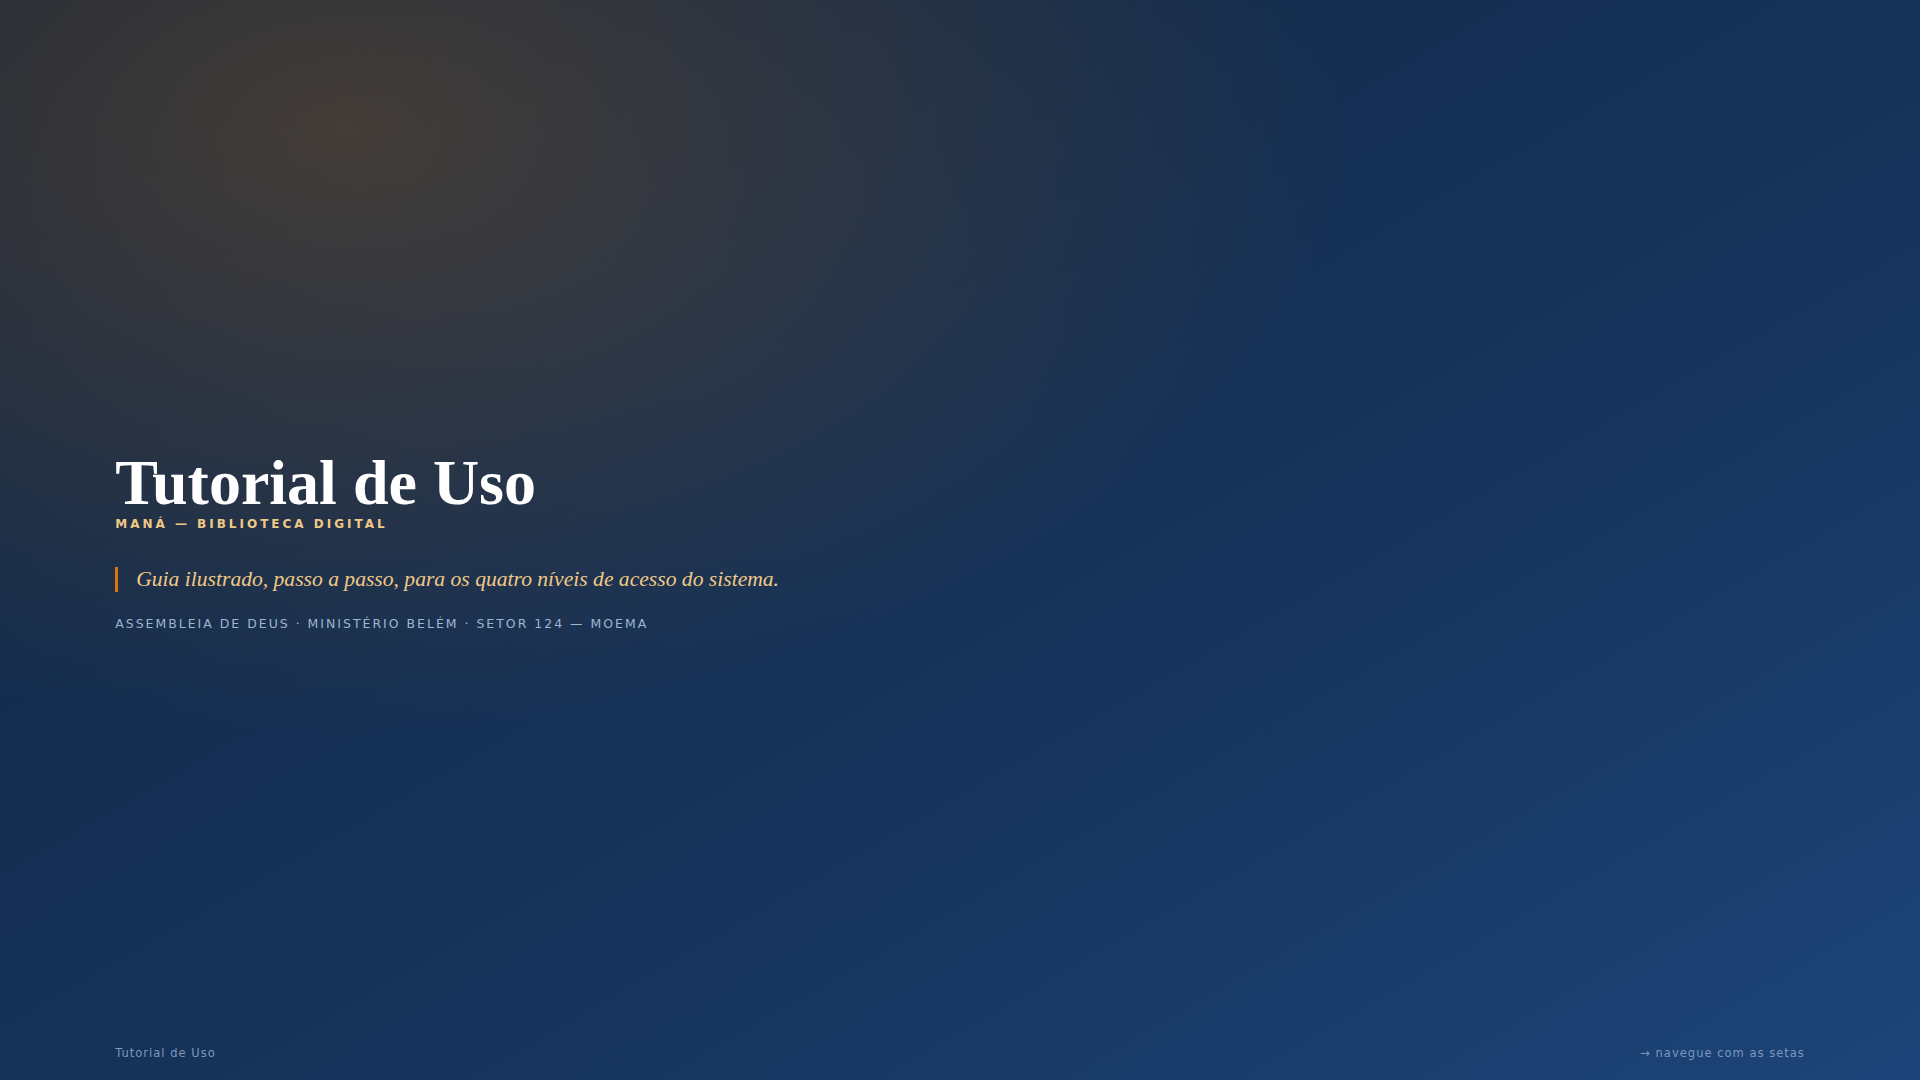 Tutorial de Uso
MANÁ — BIBLIOTECA DIGITAL
Guia ilustrado, passo a passo, para os quatro níveis de acesso do sistema.
ASSEMBLEIA DE DEUS · MINISTÉRIO BELÉM · SETOR 124 — MOEMA
Tutorial de Uso
→ navegue com as setas